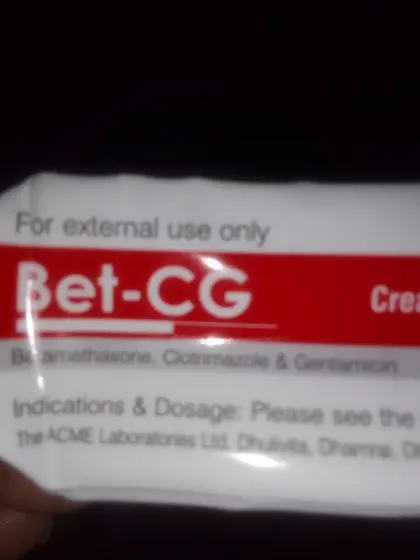 For external use only
Bet-CG
Crea
Betamethasone, Clotrimazole & Gentamicin
Indications & Dosage: Please see the
The ACME Laboratories Ltd. Dhulivita, Dhamrai, Dh